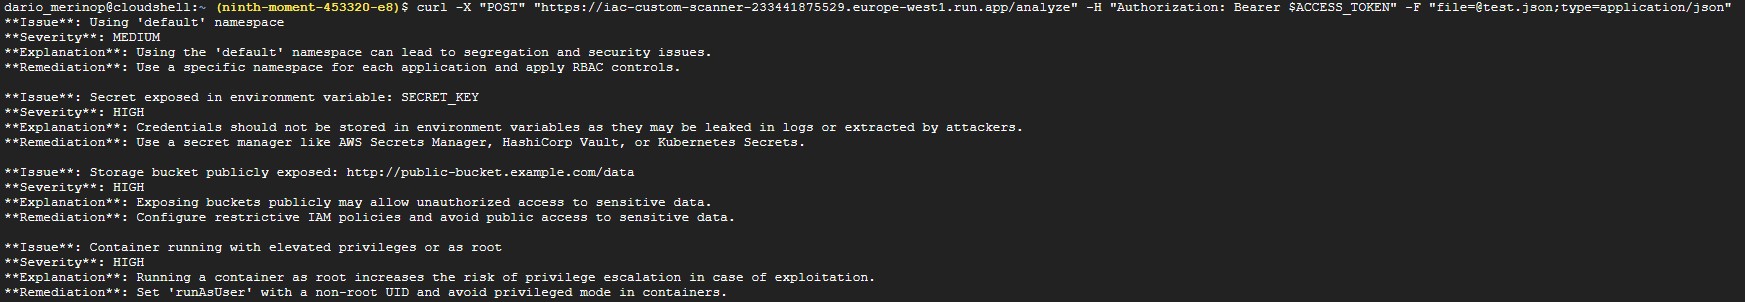 dario_merinop@cloudshell:~ (ninth-moment-453320-e8)$ curl -X "POST" "https://iac-custom-scanner-233441875529.europe-west1.run.app/analyze" -H "Authorization: Bearer $ACCESS_TOKEN" -F "file=@test.json;type=application/json"
**Issue**: Using 'default' namespace
**Severity**: MEDIUM
**Explanation**: Using the 'default' namespace can lead to segregation and security issues.
**Remediation**: Use a specific namespace for each application and apply RBAC controls.

**Issue**: Secret exposed in environment variable: SECRET_KEY
**Severity**: HIGH
**Explanation**: Credentials should not be stored in environment variables as they may be leaked in logs or extracted by attackers.
**Remediation**: Use a secret manager like AWS Secrets Manager, HashiCorp Vault, or Kubernetes Secrets.

**Issue**: Storage bucket publicly exposed: http://public-bucket.example.com/data
**Severity**: HIGH
**Explanation**: Exposing buckets publicly may allow unauthorized access to sensitive data.
**Remediation**: Configure restrictive IAM policies and avoid public access to sensitive data.

**Issue**: Container running with elevated privileges or as root
**Severity**: HIGH
**Explanation**: Running a container as root increases the risk of privilege escalation in case of exploitation.
**Remediation**: Set 'runAsUser' with a non-root UID and avoid privileged mode in containers.